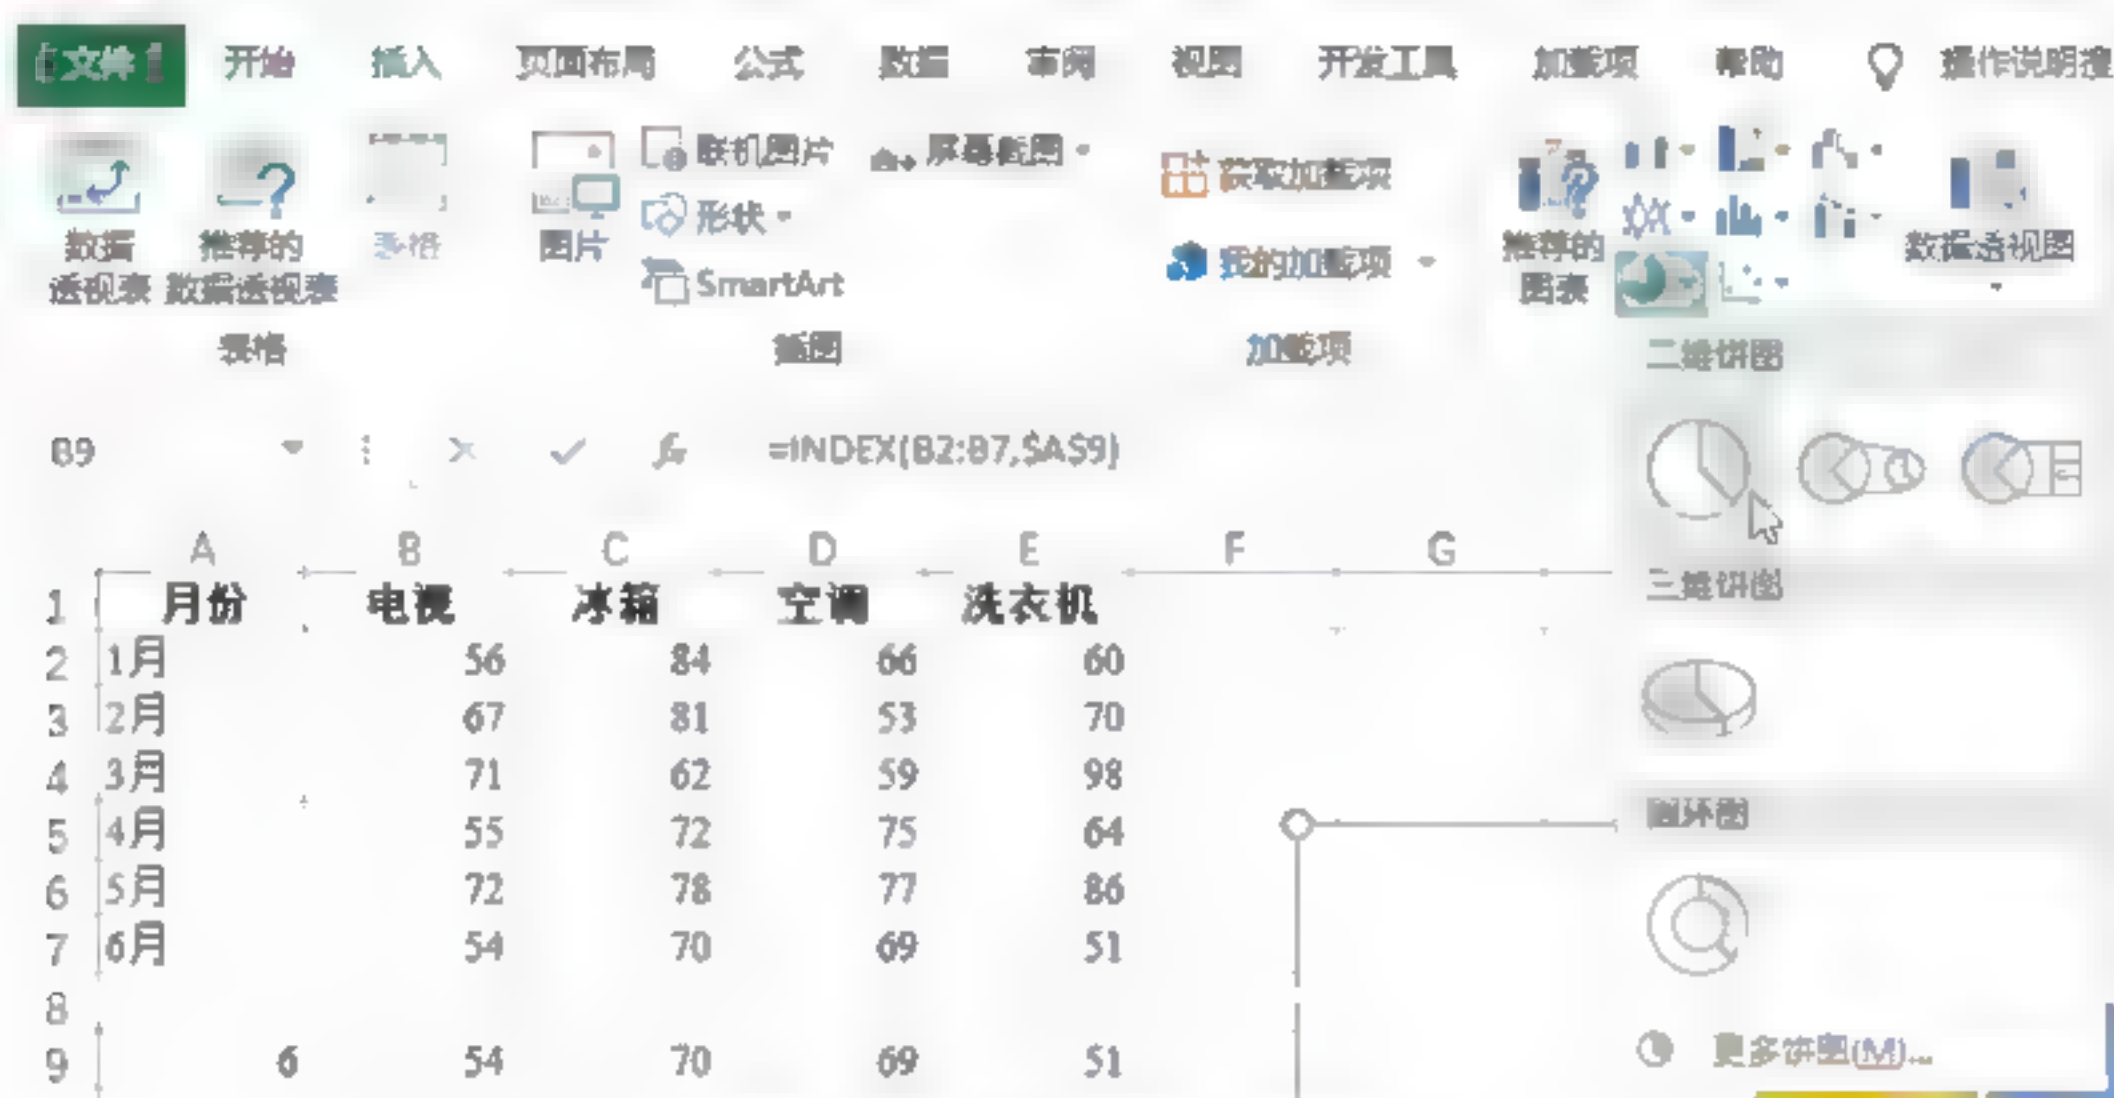 文件 开始 插入 页面布局 公式 数据 审阅 视图 开发工具 加载项 帮助 操作说明搜
联机图片 屏幕截图
获取加载项
形状
数据 推荐的 表格 图片 推荐的 数据透视图
我的加载项
透视表 数据透视表 SmartArt 图表
表格 插图 加载项 二维饼图
B9 =INDEX(B2:B7,$A$9)
A B C D E F G
三维饼图
1 月份 电视 冰箱 空调 洗衣机
2 1月 56 84 66 60
3 2月 67 81 53 70
4 3月 71 62 59 98
圆环图
5 4月 55 72 75 64
6 5月 72 78 77 86
7 6月 54 70 69 51
8
更多饼图(M)...
9 6 54 70 69 51